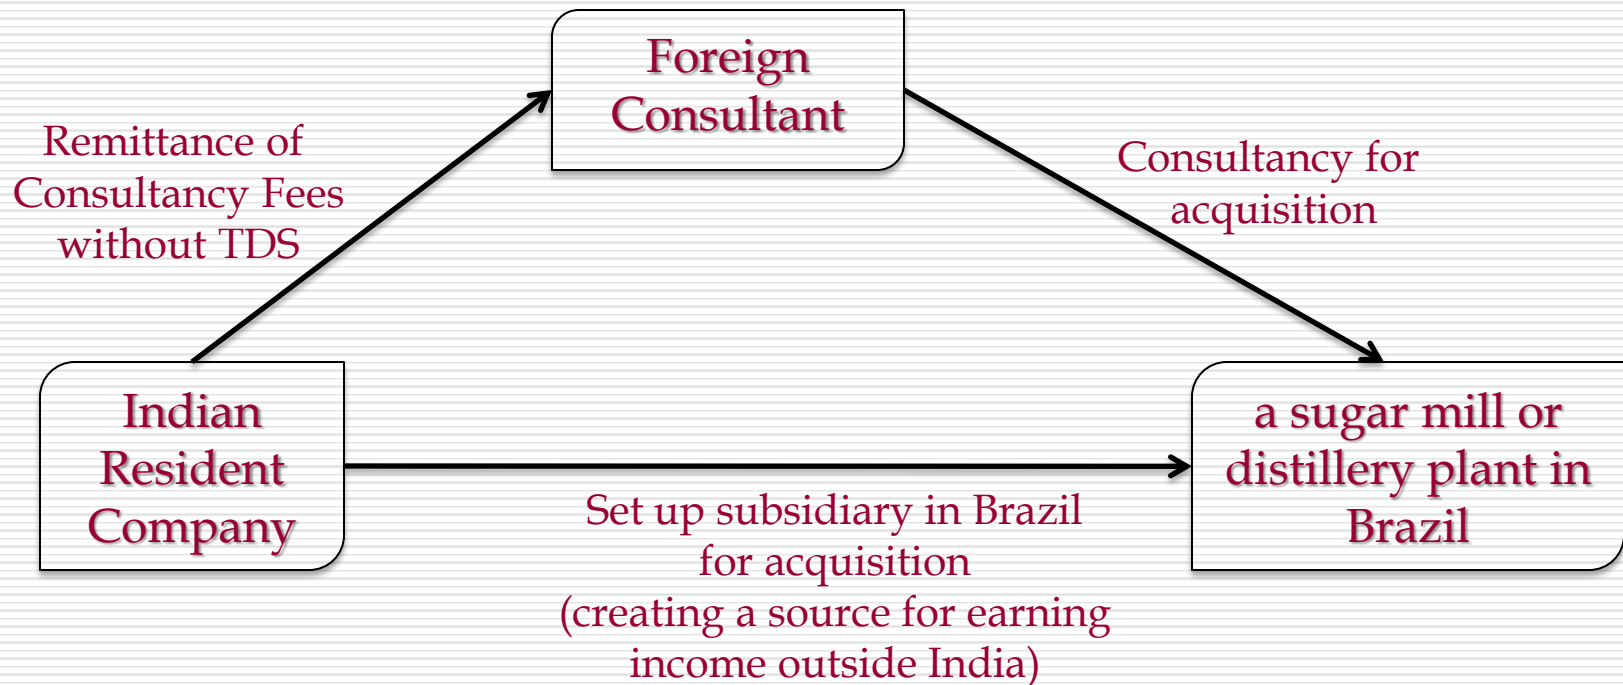 Foreign
Consultant
Remittance of
Consultancy Fees
without TDS
Consultancy for
acquisition
Indian
Resident
Company
Set up subsidiary in Brazil
for acquisition
(creating a source for earning
income outside India)
a sugar mill or
distillery plant in
Brazil